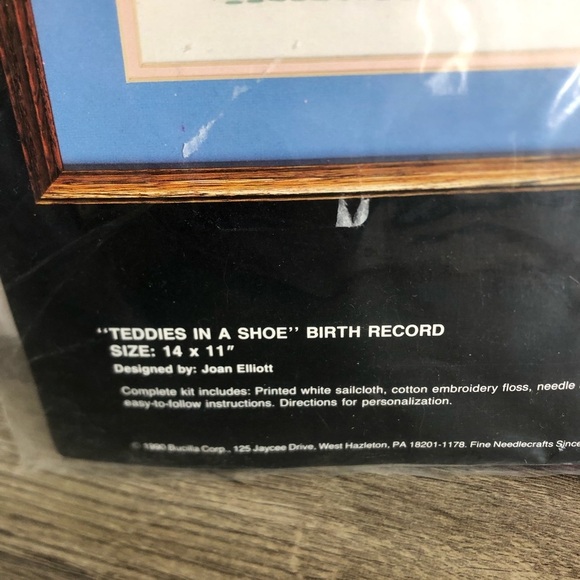 “TEDDIES IN A SHOE” BIRTH RECORD
SIZE: 14 x 11”
Designed by: Joan Elliott
Complete kit includes: Printed white sailcloth, cotton embroidery floss, needle
easy-to-follow instructions. Directions for personalization.
© 1990 Bucilla Corp., 125 Jaycee Drive, West Hazleton, PA 18201-1178. Fine Needlecrafts Since